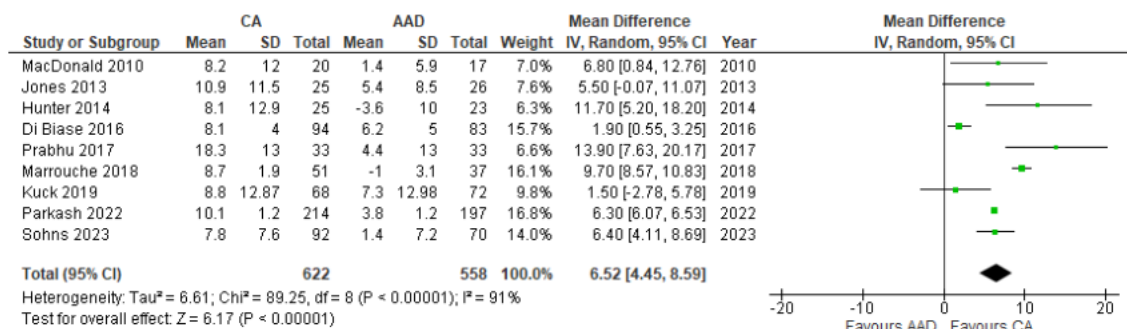 CA AAD Mean Difference Mean Difference
Study or Subgroup Mean SD Total Mean SD Total Weight IV, Random, 95% CI Year IV, Random, 95% CI
MacDonald 2010 8.2 12 20 1.4 5.9 17 7.0% 6.80 [0.84, 12.76] 2010
Jones 2013 10.9 11.5 25 5.4 8.5 26 7.6% 5.50 [-0.07, 11.07] 2013
Hunter 2014 8.1 12.9 25 -3.6 10 23 6.3% 11.70 [5.20, 18.20] 2014
Di Biase 2016 8.1 4 94 6.2 5 83 15.7% 1.90 [0.55, 3.25] 2016
Prabhu 2017 18.3 13 33 4.4 13 33 6.6% 13.90 [7.63, 20.17] 2017
Marrouche 2018 8.7 1.9 51 -1 3.1 37 16.1% 9.70 [8.57, 10.83] 2018
Kuck 2019 8.8 12.87 68 7.3 12.98 72 9.8% 1.50 [-2.78, 5.78] 2019
Parkash 2022 10.1 1.2 214 3.8 1.2 197 16.8% 6.30 [6.07, 6.53] 2022
Sohns 2023 7.8 7.6 92 1.4 7.2 70 14.0% 6.40 [4.11, 8.69] 2023
Total (95% CI) 622 558 100.0% 6.52 [4.45, 8.59]
Heterogeneity: Tau² = 6.61; Chi² = 89.25, df = 8 (P < 0.00001); I² = 91%
Test for overall effect: Z = 6.17 (P < 0.00001)
-20 -10 0 10 20
Favours AAD Favours CA